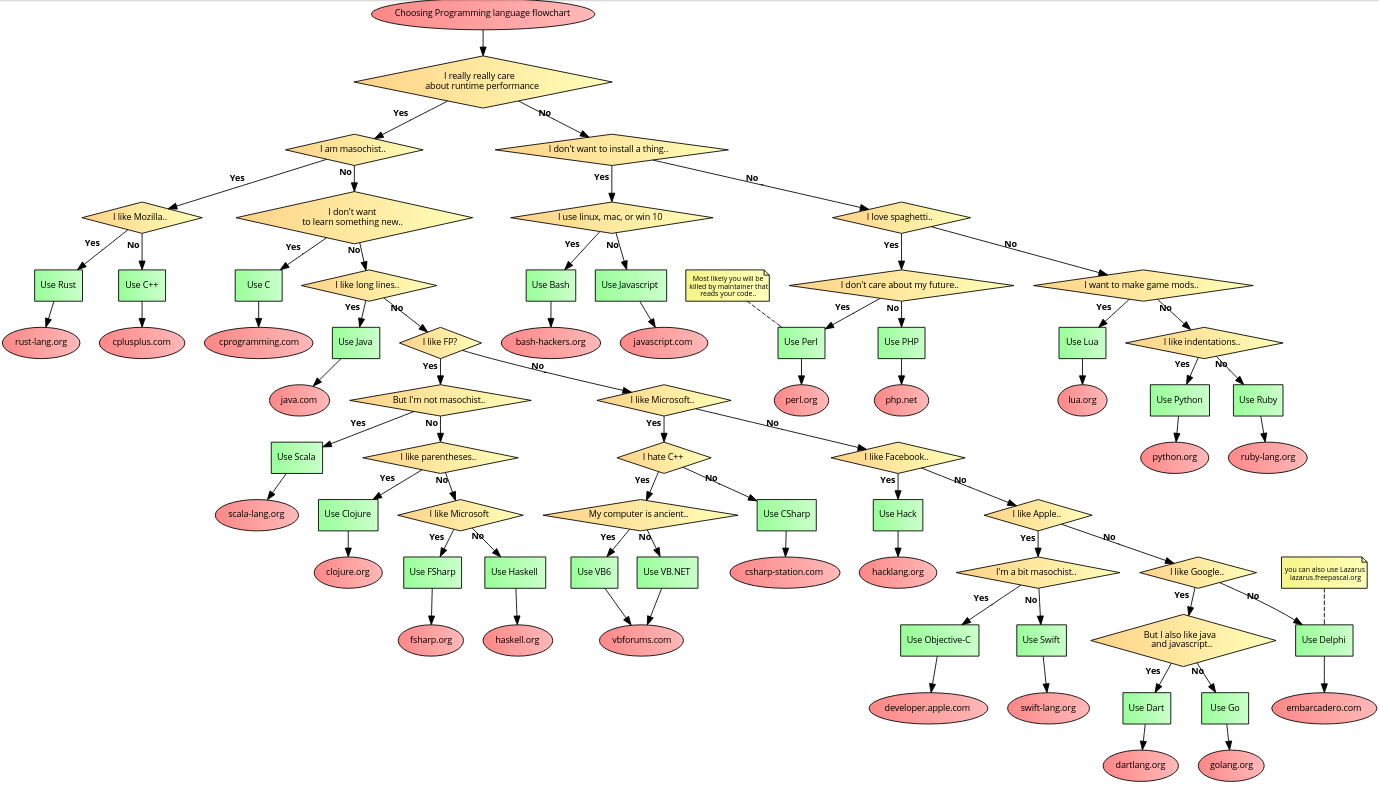 Choosing Programming language flowchart
I really really care
about runtime performance
Yes
No
I am masochist..
I don't want to install a thing..
Yes
No
Yes
No
I like Mozilla..
I don't want
to learn something new..
I use linux, mac, or win 10
I love spaghetti..
Yes
No
Yes
No
Yes
No
Yes
No
Use Rust
Use C++
Use C
I like long lines..
Use Bash
Use Javascript
Most likely you will be
killed by maintainer that
reads your code..
I don't care about my future..
I want to make game mods..
Yes
No
Yes
No
Yes
No
rust-lang.org
cplusplus.com
cprogramming.com
Use Java
I like FP?
bash-hackers.org
javascript.com
Use Perl
Use PHP
Use Lua
I like indentations..
Yes
No
Yes
No
java.com
But I'm not masochist..
I like Microsoft..
perl.org
php.net
lua.org
Use Python
Use Ruby
Yes
No
Yes
No
Use Scala
I like parentheses..
I hate C++
I like Facebook..
python.org
ruby-lang.org
Yes
No
Yes
No
Yes
No
scala-lang.org
Use Clojure
I like Microsoft
My computer is ancient..
Use CSharp
Use Hack
I like Apple..
Yes
No
Yes
No
Yes
No
clojure.org
Use FSharp
Use Haskell
Use VB6
Use VB.NET
csharp-station.com
hacklang.org
I'm a bit masochist..
I like Google..
you can also use Lazarus
lazarus.freepascal.org
Yes
No
Yes
No
fsharp.org
haskell.org
vbforums.com
Use Objective-C
Use Swift
But I also like java
and javascript..
Use Delphi
Yes
No
developer.apple.com
swift-lang.org
Use Dart
Use Go
embarcadero.com
dartlang.org
golang.org